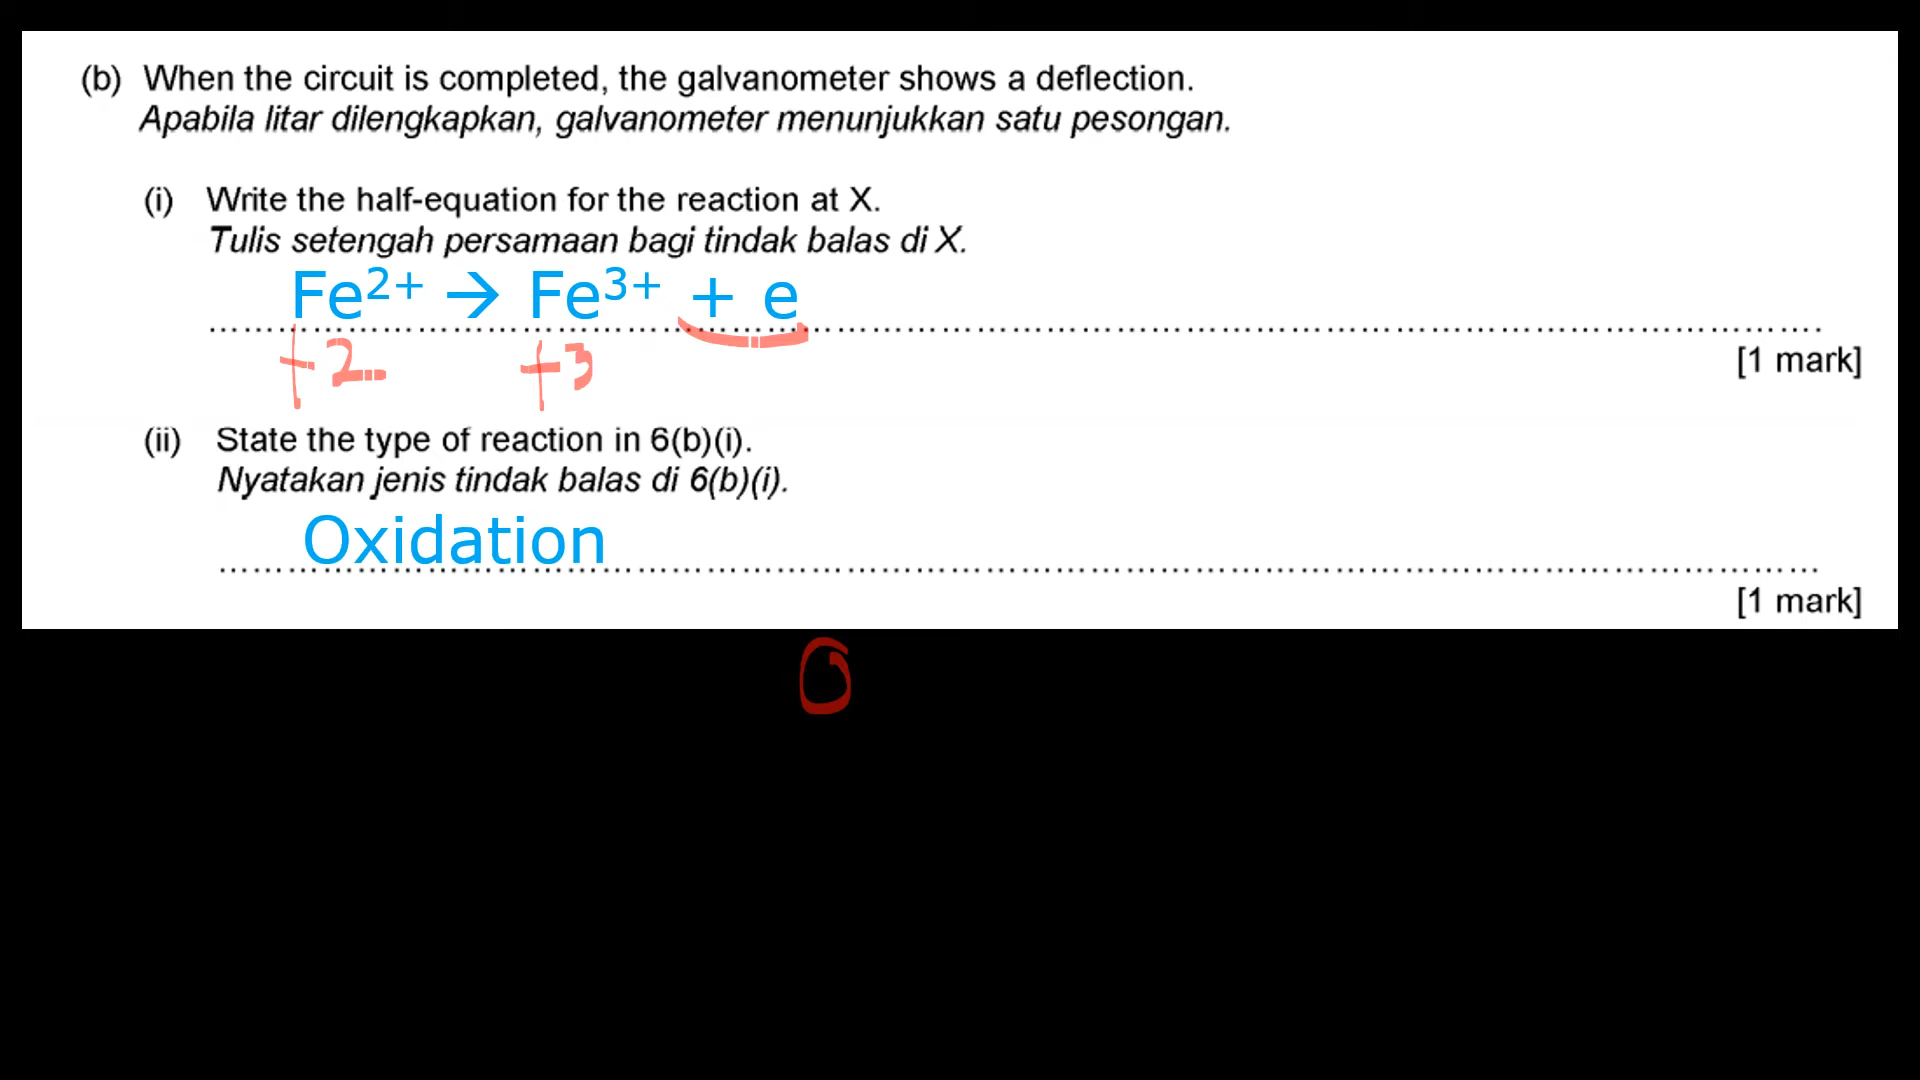 (b) When the circuit is completed, the galvanometer shows a deflection.
Apabila litar dilengkapkan, galvanometer menunjukkan satu pesongan.
(i) Write the half-equation for the reaction at X.
Tulis setengah persamaan bagi tindak balas di X.
Fe²⁺ → Fe³⁺ + e
+2 +3
[1 mark]
(ii) State the type of reaction in 6(b)(i).
Nyatakan jenis tindak balas di 6(b)(i).
Oxidation
[1 mark]